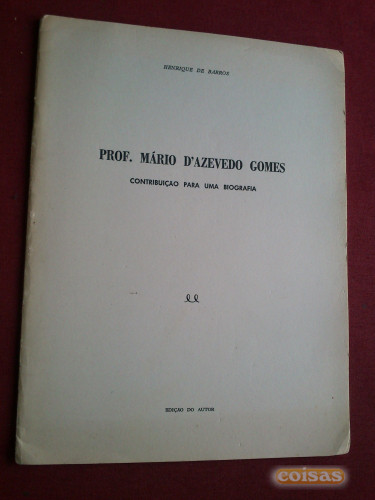 HENRIQUE DE BARROS
PROF. MÁRIO D'AZEVEDO GOMES
CONTRIBUIÇÃO PARA UMA BIOGRAFIA
EDIÇÃO DO AUTOR
coisas